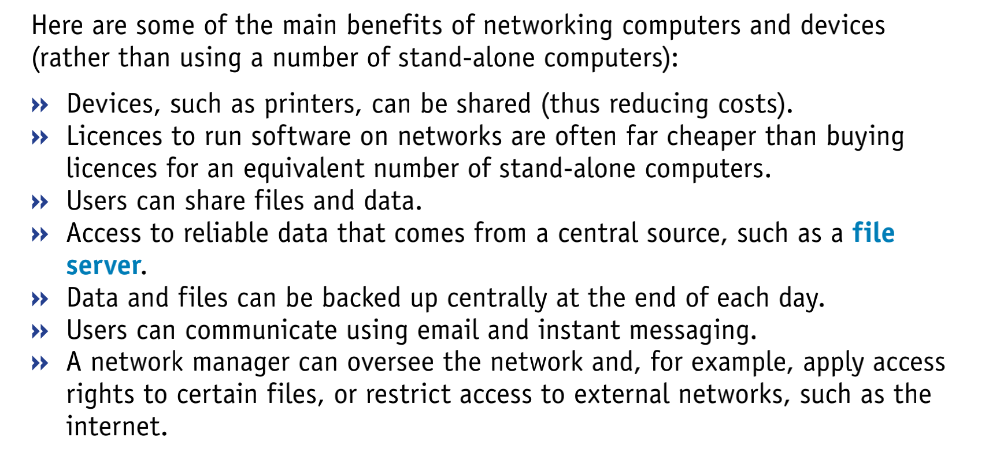 Here are some of the main benefits of networking computers and devices
(rather than using a number of stand-alone computers):
» Devices, such as printers, can be shared (thus reducing costs).
» Licences to run software on networks are often far cheaper than buying
licences for an equivalent number of stand-alone computers.
» Users can share files and data.
» Access to reliable data that comes from a central source, such as a file
server.
» Data and files can be backed up centrally at the end of each day.
» Users can communicate using email and instant messaging.
» A network manager can oversee the network and, for example, apply access
rights to certain files, or restrict access to external networks, such as the
internet.